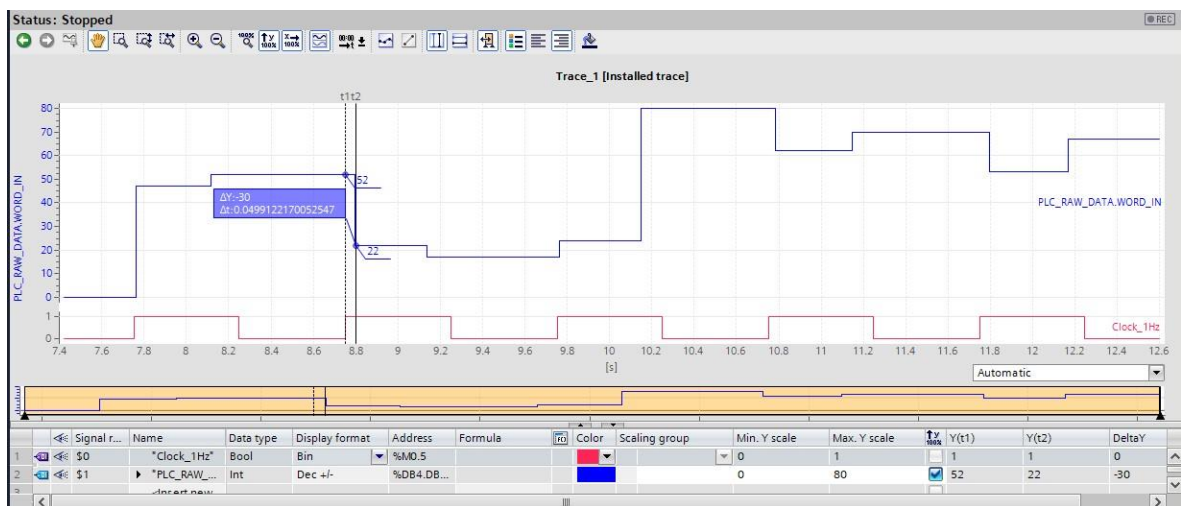 Status: Stopped
REC
Trace_1 [Installed trace]
t1t2
80
70
60
50
40
30
20
10
0
PLC_RAW_DATA.WORD_IN
52
ΔY:-30
Δt:0.0499122170052547
22
PLC_RAW_DATA.WORD_IN
1
0
Clock_1Hz
7.4 7.6 7.8 8 8.2 8.4 8.6 8.8 9 9.2 9.4 9.6 9.8 10 10.2 10.4 10.6 10.8 11 11.2 11.4 11.6 11.8 12 12.2 12.4 12.6
[s]
Automatic
Signal r... Name Data type Display format Address Formula Color Scaling group Min. Y scale Max. Y scale Y(t1) Y(t2) DeltaY
1 $0 "Clock_1Hz" Bool Bin %M0.5 0 1 1 1 0
2 $1 "PLC_RAW_... Int Dec +/- %DB4.DB... 0 80 52 22 -30